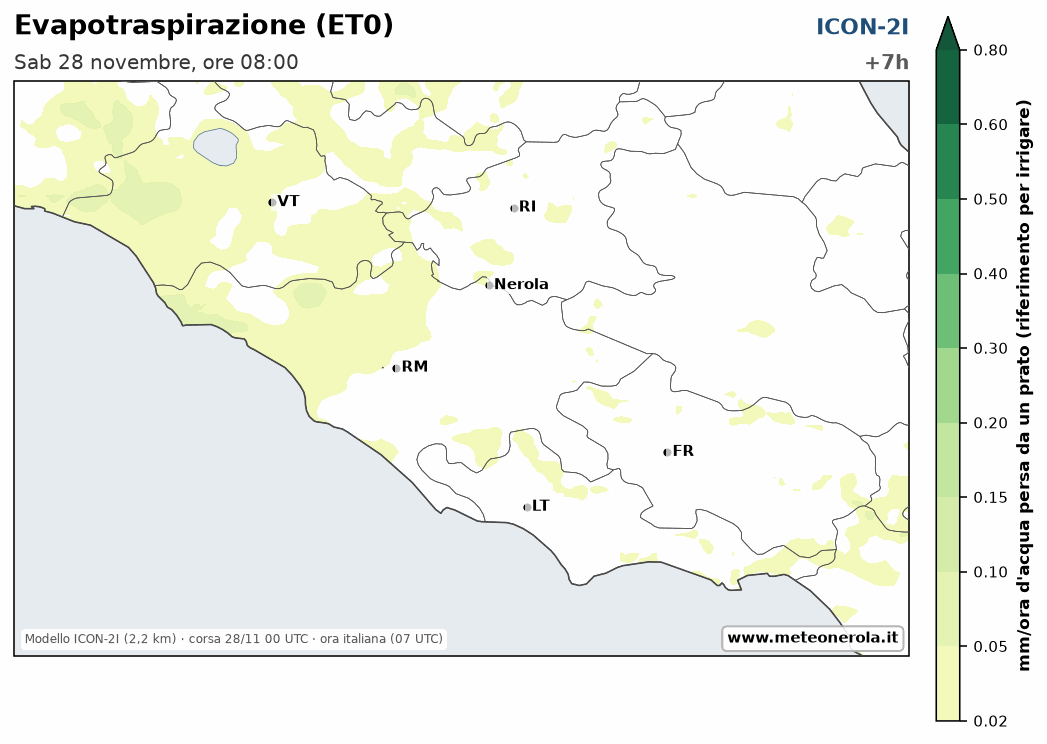 Evapotraspirazione (ET0)
ICON-2I
Sab 28 novembre, ore 08:00
+7h
VT
RI
Nerola
RM
FR
LT
Modello ICON-2I (2,2 km) · corsa 28/11 00 UTC · ora italiana (07 UTC)
www.meteonerola.it
0.80
0.60
0.50
0.40
0.30
0.20
0.15
0.10
0.05
0.02
mm/ora d'acqua persa da un prato (riferimento per irrigare)